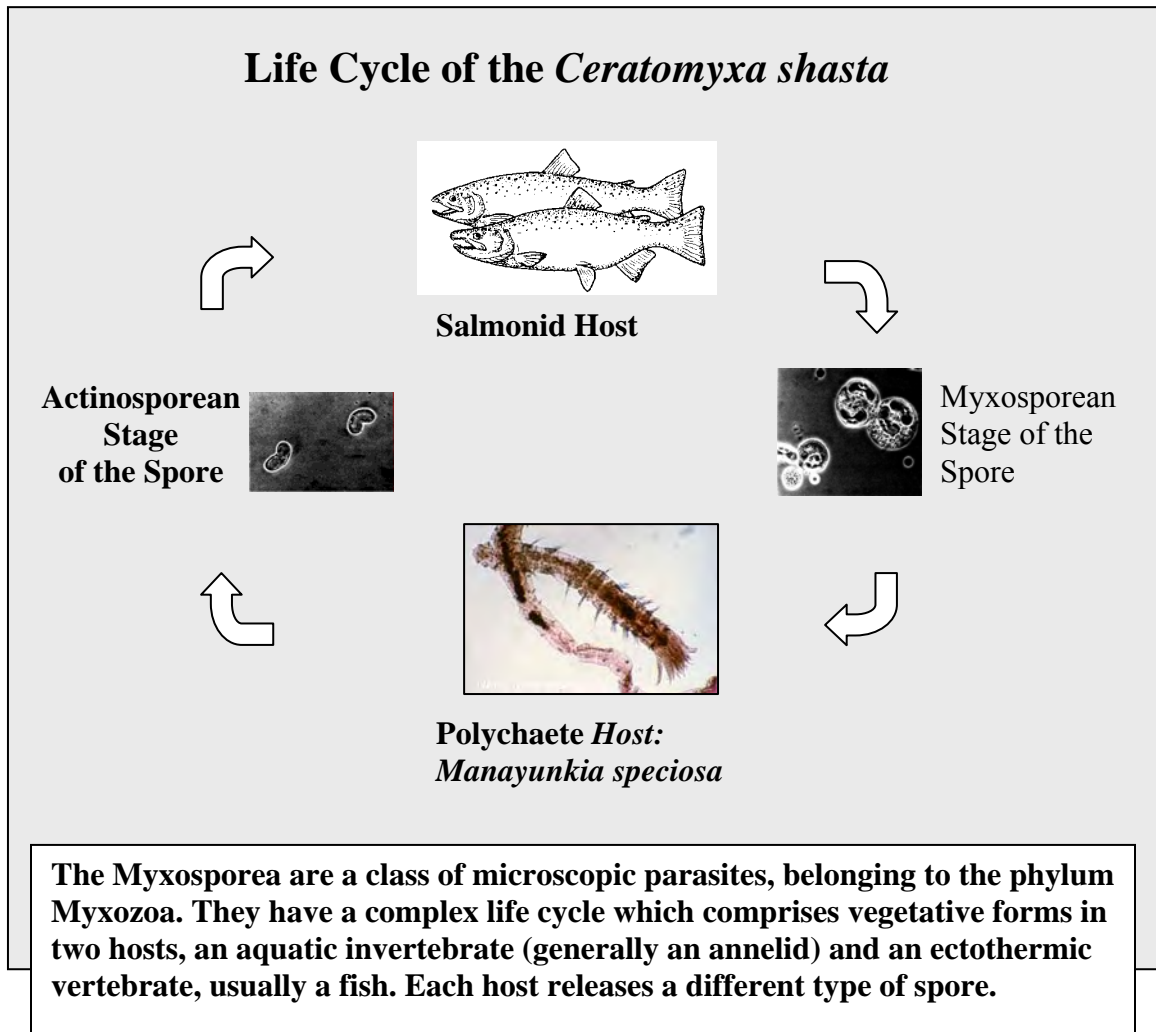 Life Cycle of the Ceratomyxa shasta
Salmonid Host
Actinosporean
Stage
of the Spore
Myxosporean
Stage of the
Spore
Polychaete Host:
Manayunkia speciosa
The Myxosporea are a class of microscopic parasites, belonging to the phylum
Myxozoa. They have a complex life cycle which comprises vegetative forms in
two hosts, an aquatic invertebrate (generally an annelid) and an ectothermic
vertebrate, usually a fish. Each host releases a different type of spore.